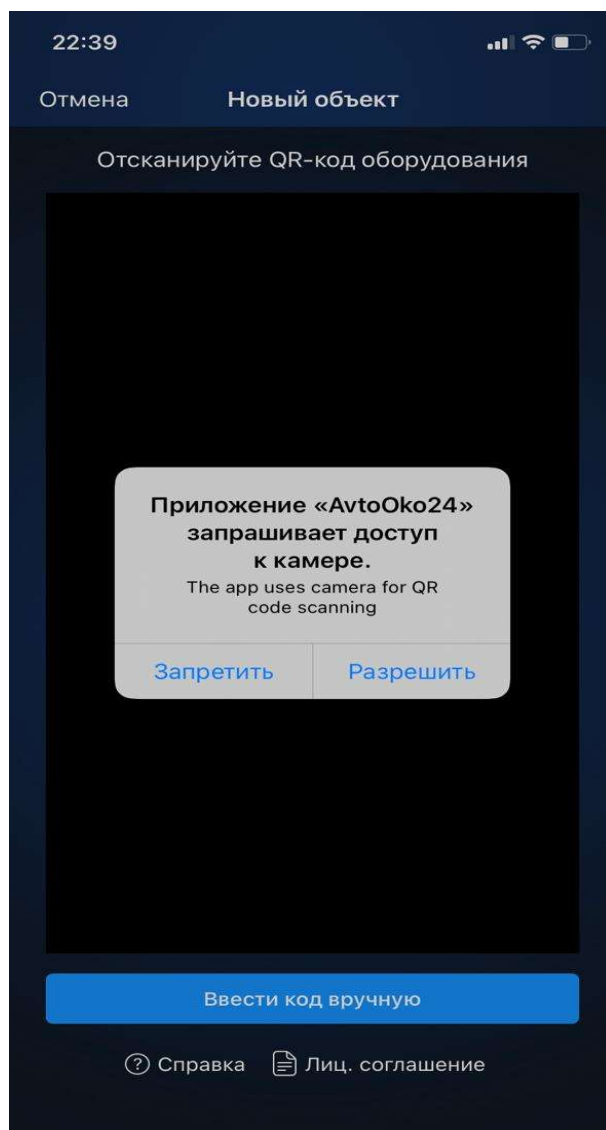 22:39
Отмена Новый объект
Отсканируйте QR-код оборудования
Приложение «AvtoOko24»
запрашивает доступ
к камере.
The app uses camera for QR
code scanning
Запретить Разрешить
Ввести код вручную
Справка Лиц. соглашение